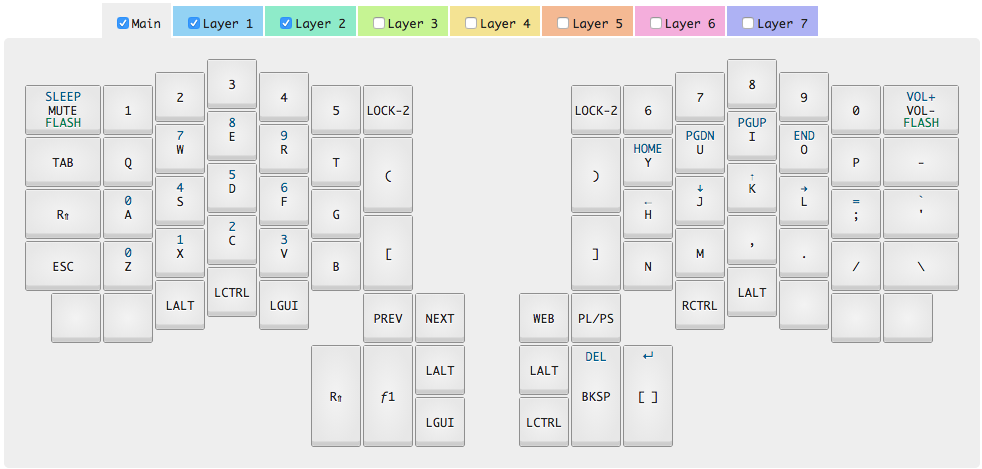 Main Layer 1 Layer 2 Layer 3 Layer 4 Layer 5 Layer 6 Layer 7
SLEEP
MUTE
FLASH
1
2
3
4
5
LOCK-2
LOCK-2
6
7
8
9
0
VOL+
VOL-
FLASH
TAB
Q
7
W
8
E
9
R
T
(
)
HOME
Y
PGDN
U
PGUP
I
END
O
P
-
R⇑
0
A
4
S
5
D
6
F
G
←
H
↓
J
↑
K
→
L
=
;
`
'
ESC
0
Z
1
X
2
C
3
V
B
[
]
N
M
,
.
/
\
LALT
LCTRL
LGUI
RCTRL
LALT
PREV
NEXT
WEB
PL/PS
R⇑
ƒ1
LALT
LGUI
LALT
LCTRL
DEL
BKSP
↵
[ ]